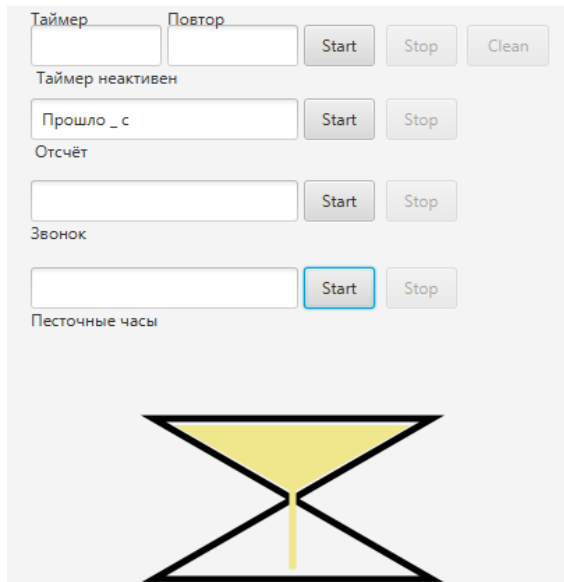 Таймер Повтор
Start Stop Clean
Таймер неактивен
Прошло _ с Start Stop
Отсчёт
Start Stop
Звонок
Start Stop
Песточные часы